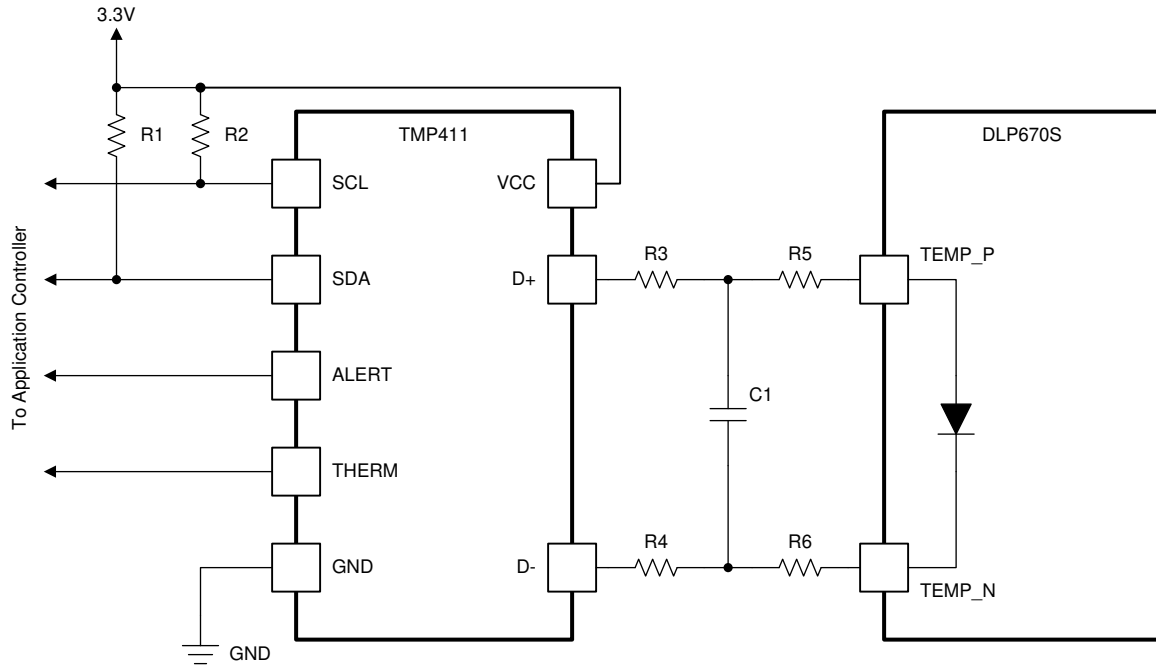 3.3V
R1
R2
TMP411
DLP670S
SCL
VCC
R3
R5
TEMP_P
SDA
D+
To Application Controller
ALERT
C1
THERM
R4
R6
GND
D-
TEMP_N
GND